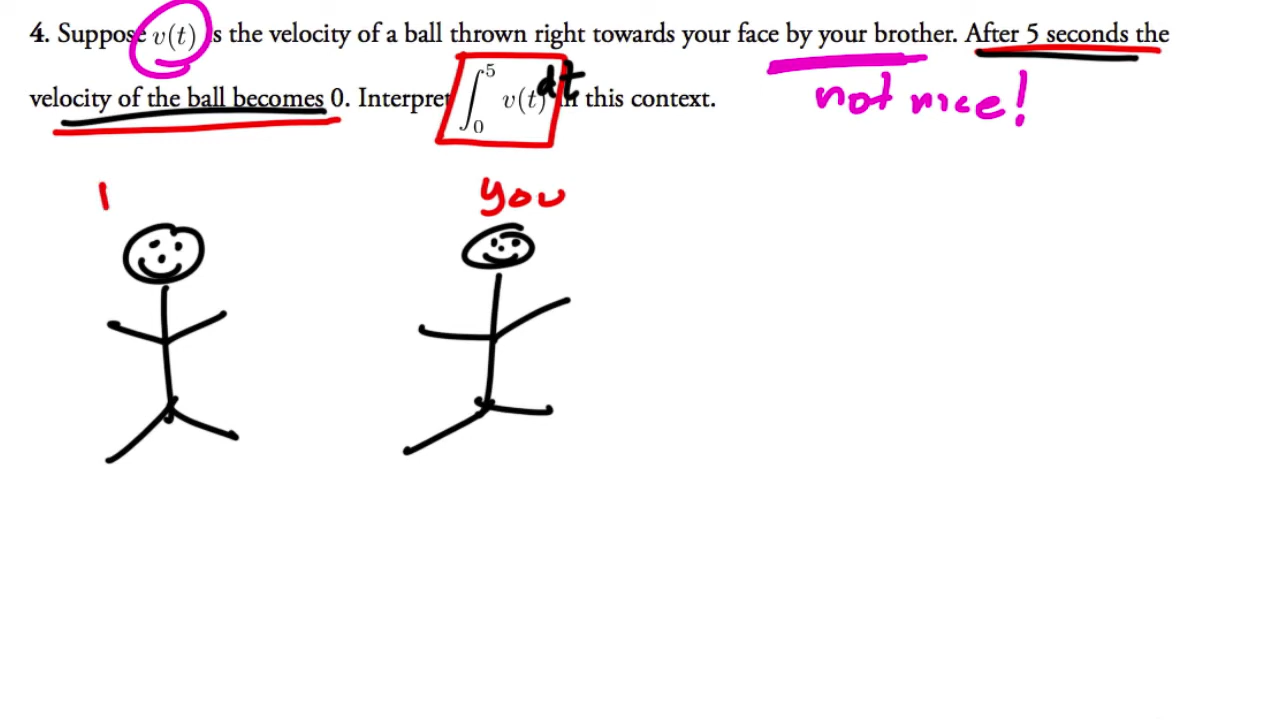 4. Suppose v(t) is the velocity of a ball thrown right towards your face by your brother. After 5 seconds the
velocity of the ball becomes 0. Interpret ∫₀⁵ v(t) dt in this context.
not nice!
you